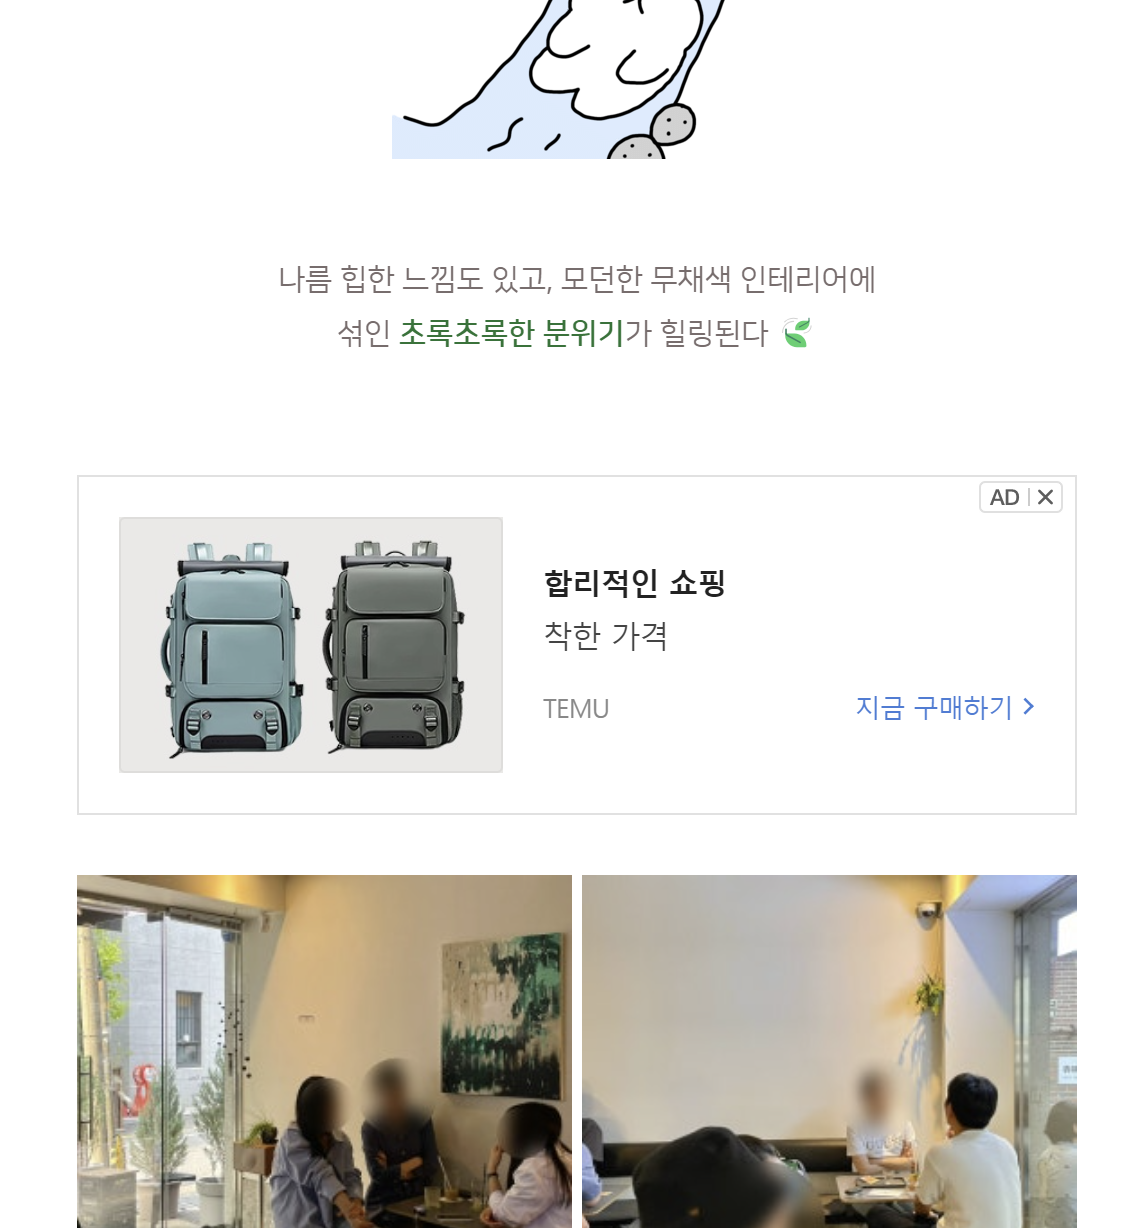 나름 힙한 느낌도 있고, 모던한 무채색 인테리어에
섞인 초록초록한 분위기가 힐링된다
AD
합리적인 쇼핑
착한 가격
TEMU
지금 구매하기